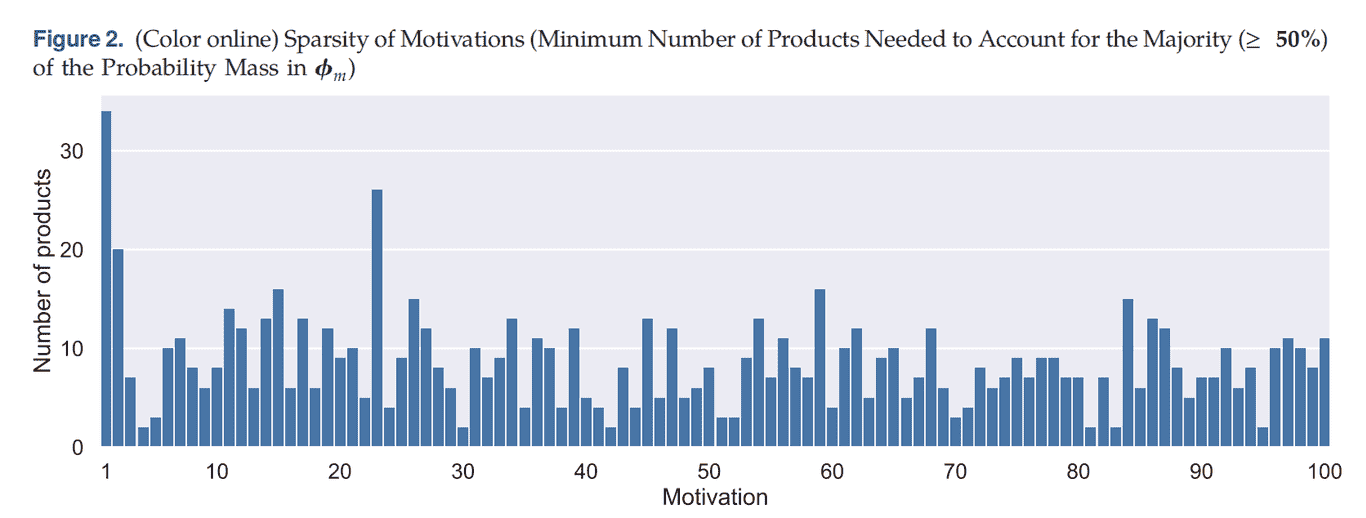 Figure 2. (Color online) Sparsity of Motivations (Minimum Number of Products Needed to Account for the Majority (≥ 50%)
of the Probability Mass in ϕm)
Number of products
30
20
10
0
1 10 20 30 40 50 60 70 80 90 100
Motivation